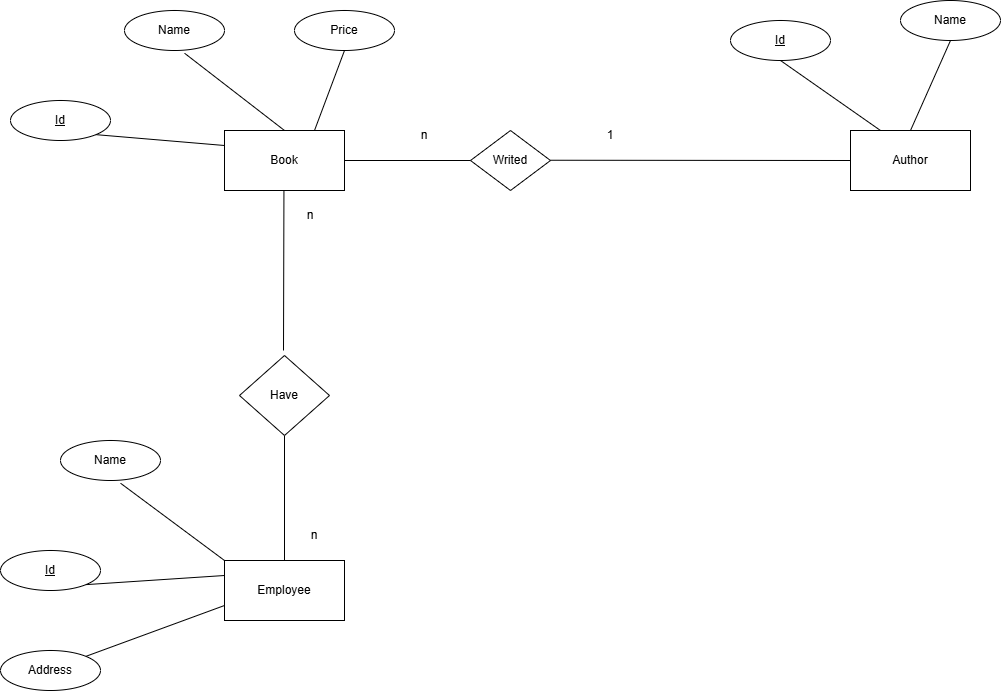 Name
Price
Id
Name
Id
Book
n
Writed
1
Author
n
Have
Name
n
Id
Employee
Address